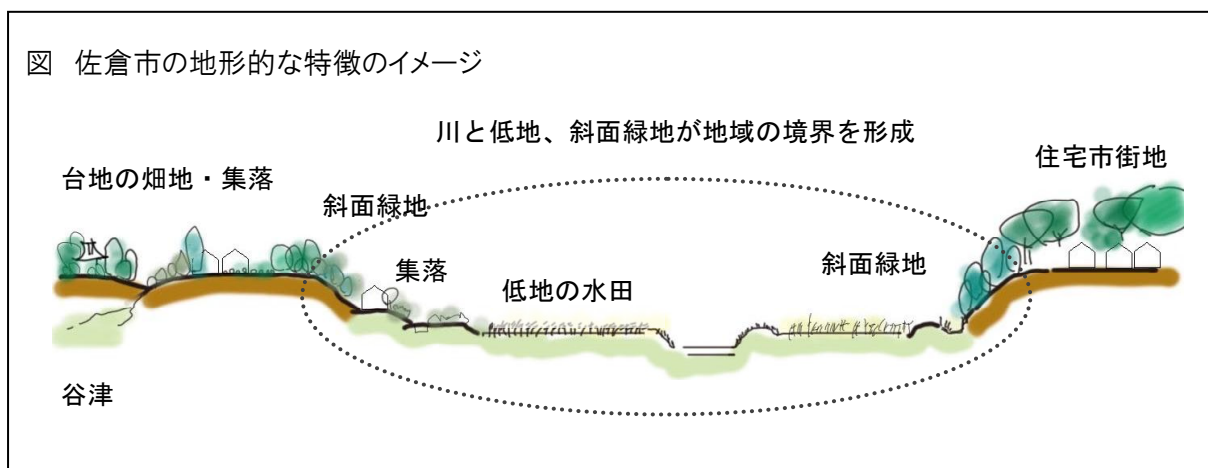 図 佐倉市の地形的な特徴のイメージ
川と低地、斜面緑地が地域の境界を形成
住宅市街地
台地の畑地・集落
斜面緑地
集落
低地の水田
斜面緑地
谷津